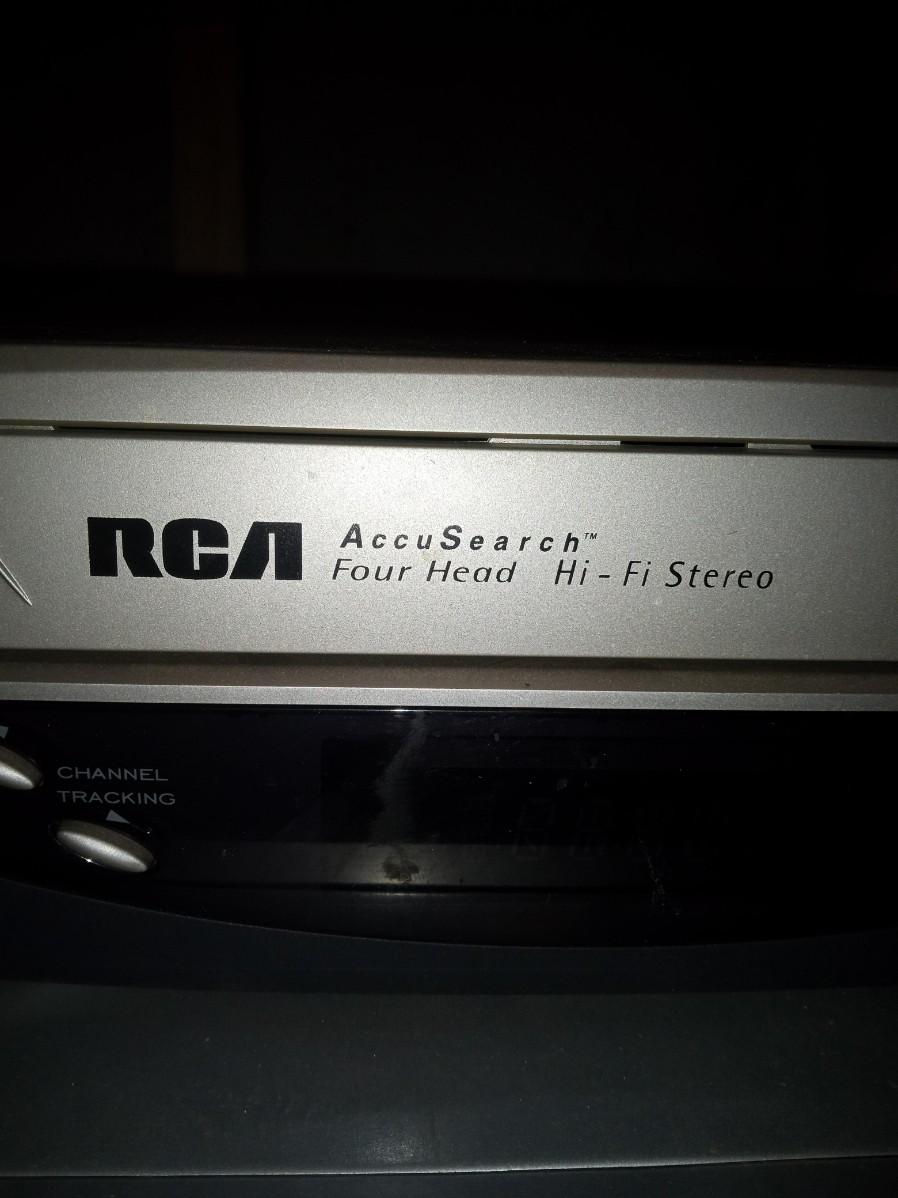 RCA
AccuSearch™
Four Head Hi-Fi Stereo
CHANNEL
TRACKING